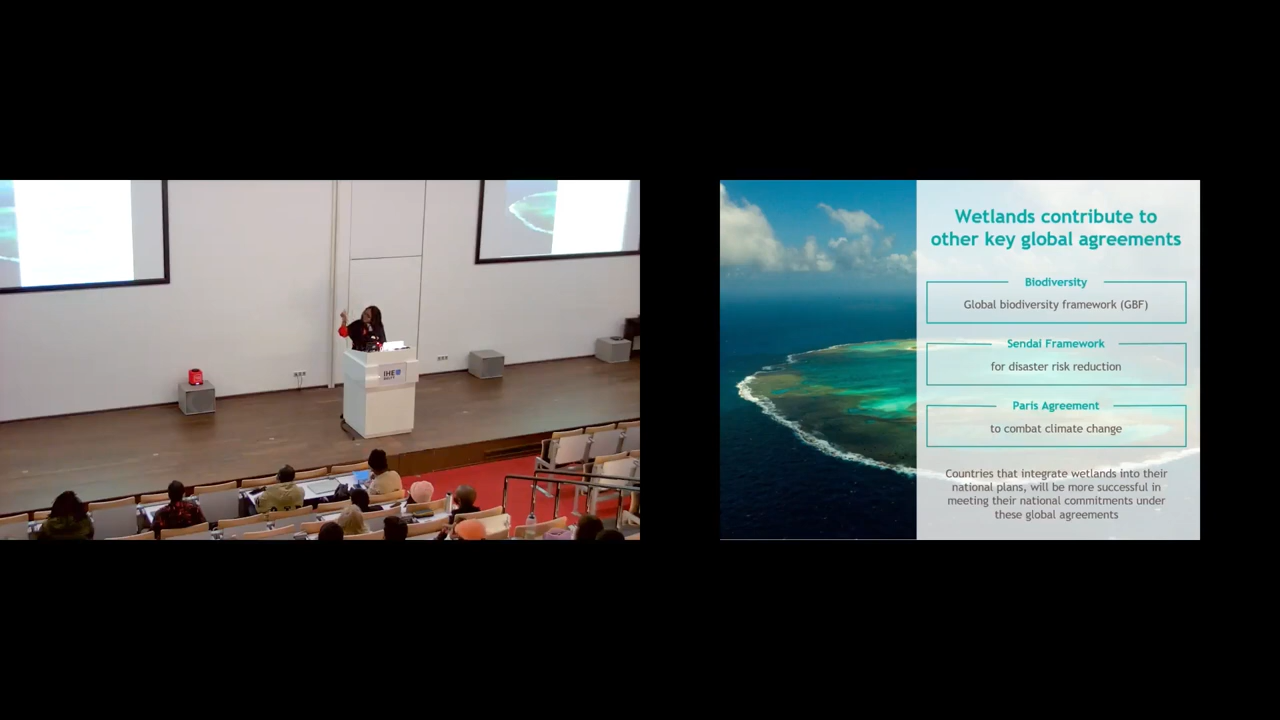 IHE
Wetlands contribute to
other key global agreements
Biodiversity
Global biodiversity framework (GBF)
Sendai Framework
for disaster risk reduction
Paris Agreement
to combat climate change
Countries that integrate wetlands into their
national plans, will be more successful in
meeting their national commitments under
these global agreements